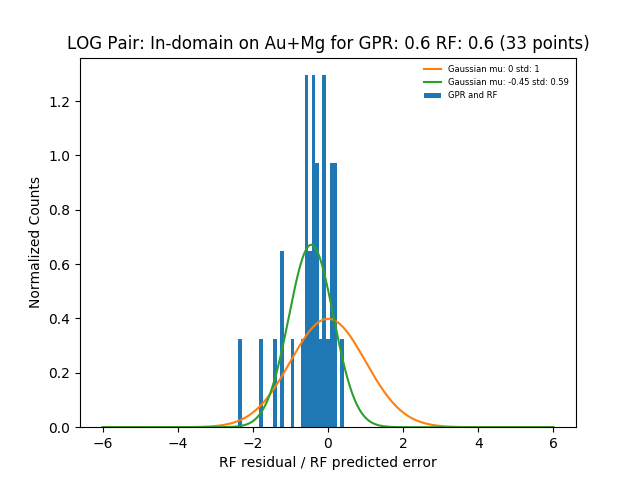 LOG Pair: In-domain on Au+Mg for GPR: 0.6 RF: 0.6 (33 points)
Gaussian mu: 0 std: 1
Gaussian mu: -0.45 std: 0.59
GPR and RF
Normalized Counts
1.2
1.0
0.8
0.6
0.4
0.2
0.0
−6 −4 −2 0 2 4 6
RF residual / RF predicted error